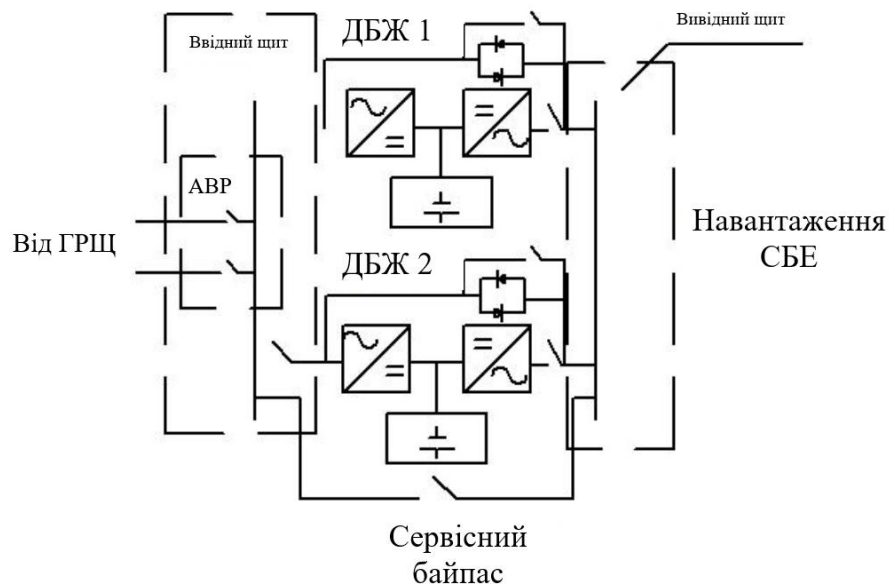 Ввідний щит
ДБЖ 1
Вивідний щит
АВР
Від ГРЩ
Навантаження
СБЕ
ДБЖ 2
Сервісний
байпас